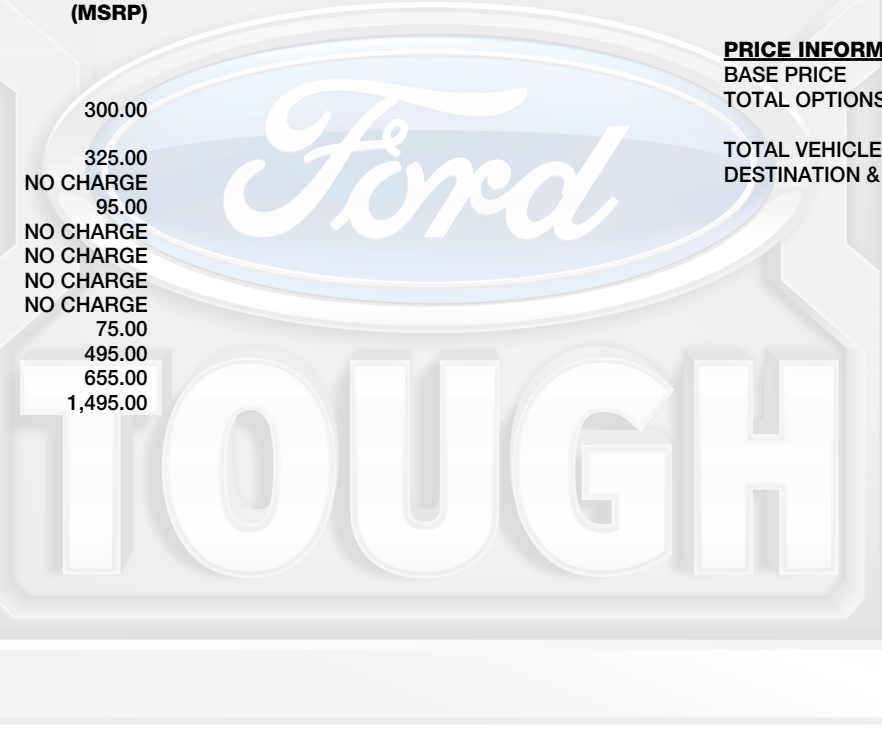 (MSRP)
300.00
325.00
NO CHARGE
95.00
NO CHARGE
NO CHARGE
NO CHARGE
NO CHARGE
75.00
495.00
655.00
1,495.00
PRICE INFORM
BASE PRICE
TOTAL OPTIONS
TOTAL VEHICLE
DESTINATION &
Ford
TOUGH